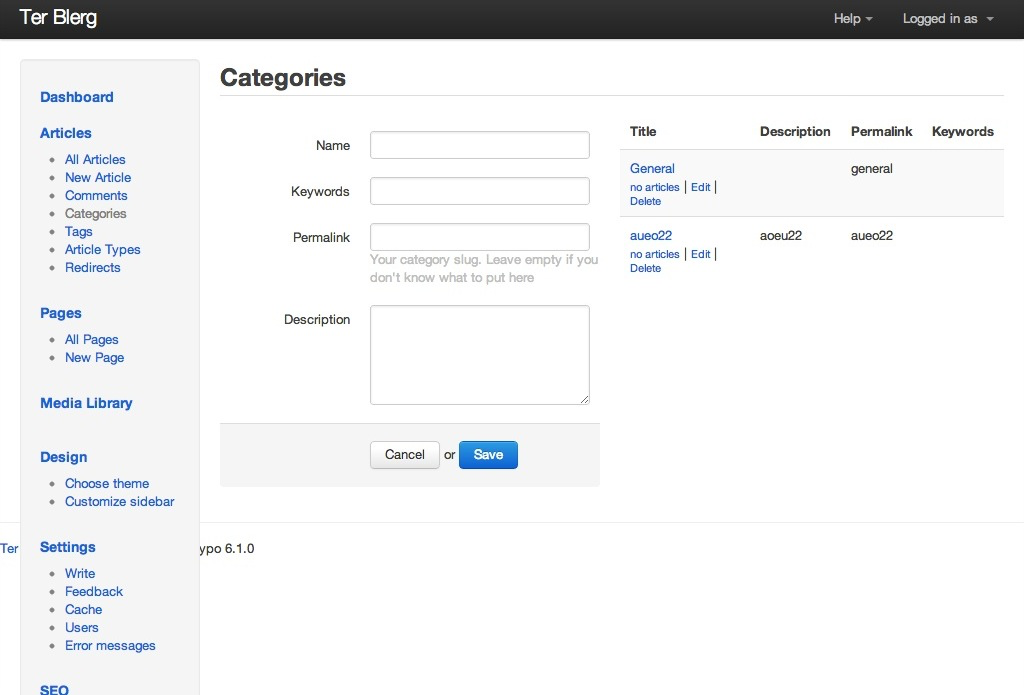 Ter Blerg
Help
Logged in as
Dashboard
Articles
All Articles
New Article
Comments
Categories
Tags
Article Types
Redirects
Pages
All Pages
New Page
Media Library
Design
Choose theme
Customize sidebar
Settings
Write
Feedback
Cache
Users
Error messages
SEO
Categories
Name
Keywords
Permalink
Your category slug. Leave empty if you
don't know what to put here
Description
Cancel or Save
Title Description Permalink Keywords
General general
no articles | Edit |
Delete
aueo22 aoeu22 aueo22
no articles | Edit |
Delete
Ter ypo 6.1.0